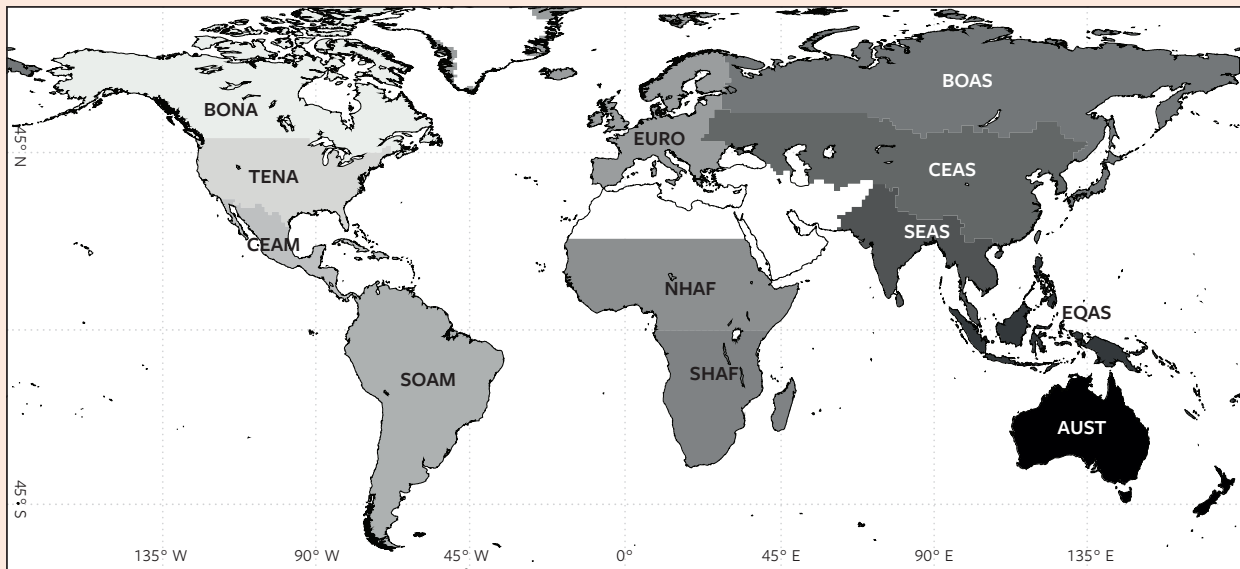 BOAS
BONA
45° N
EURO
TENA
CEAS
SEAS
CEAM
NHAF
EQAS
SHAF
SOAM
AUST
45° S
135° W
90° W
45° W
0°
45° E
90° E
135° E